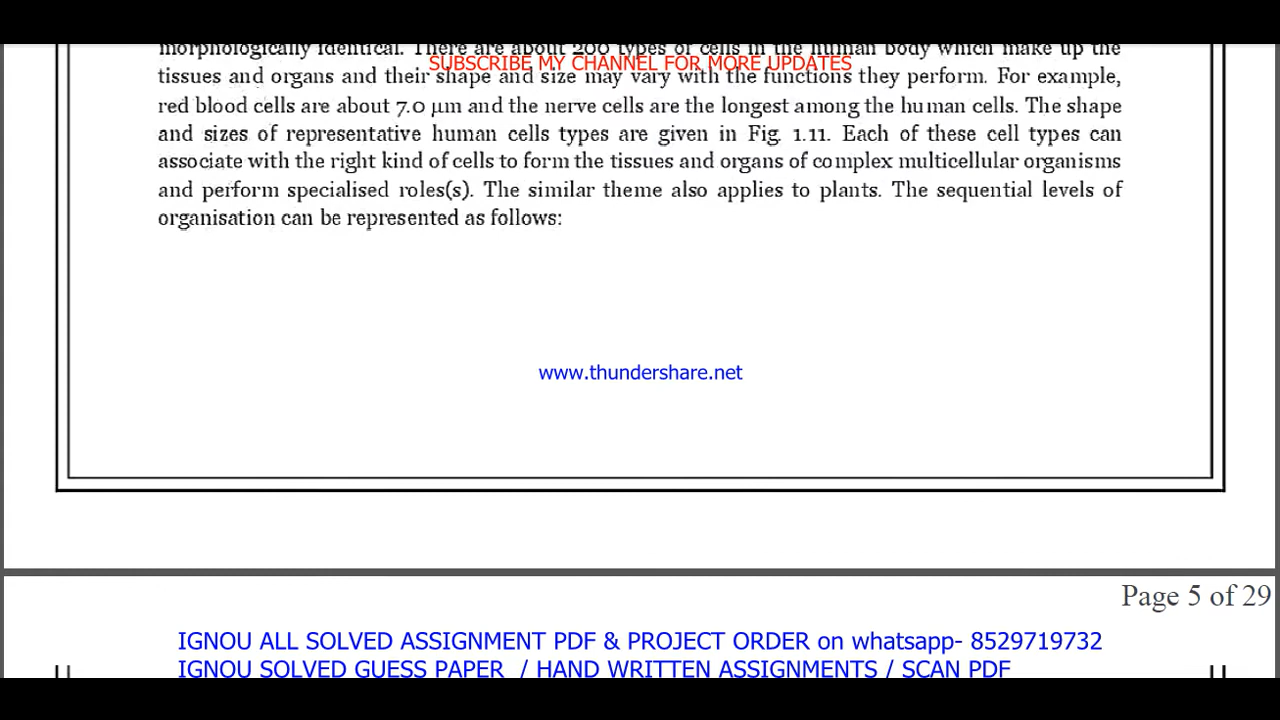 morphologically identical. There are about 200 types of cells in the human body which make up the
SUBSCRIBE MY CHANNEL FOR MORE UPDATES
tissues and organs and their shape and size may vary with the functions they perform. For example,
red blood cells are about 7.0 µm and the nerve cells are the longest among the human cells. The shape
and sizes of representative human cells types are given in Fig. 1.11. Each of these cell types can
associate with the right kind of cells to form the tissues and organs of complex multicellular organisms
and perform specialised roles(s). The similar theme also applies to plants. The sequential levels of
organisation can be represented as follows:
www.thundershare.net
Page 5 of 29
IGNOU ALL SOLVED ASSIGNMENT PDF & PROJECT ORDER on whatsapp- 8529719732
IGNOU SOLVED GUESS PAPER / HAND WRITTEN ASSIGNMENTS / SCAN PDF